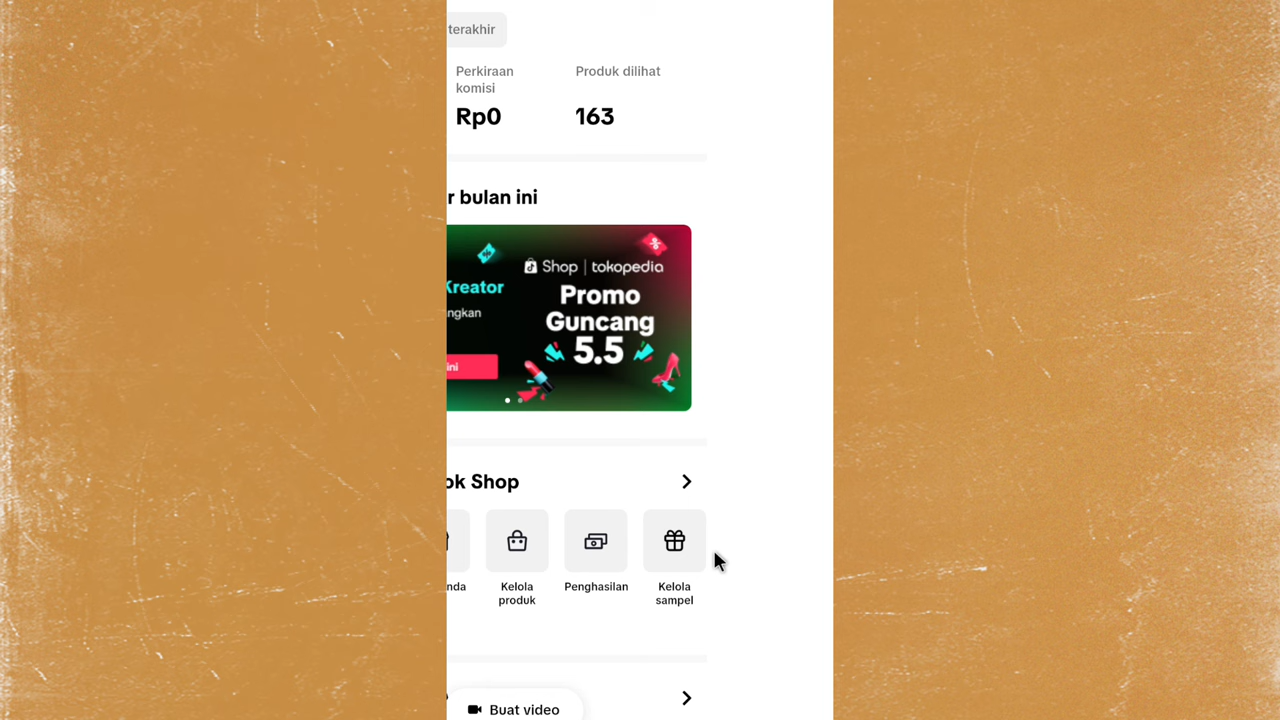 terakhir
Perkiraan
komisi
Produk dilihat
Rp0
163
r bulan ini
Shop | tokopedia
Kreator
ngkan
Promo
Guncang
5.5
ini
ok Shop
nda
Kelola
produk
Penghasilan
Kelola
sampel
Buat video